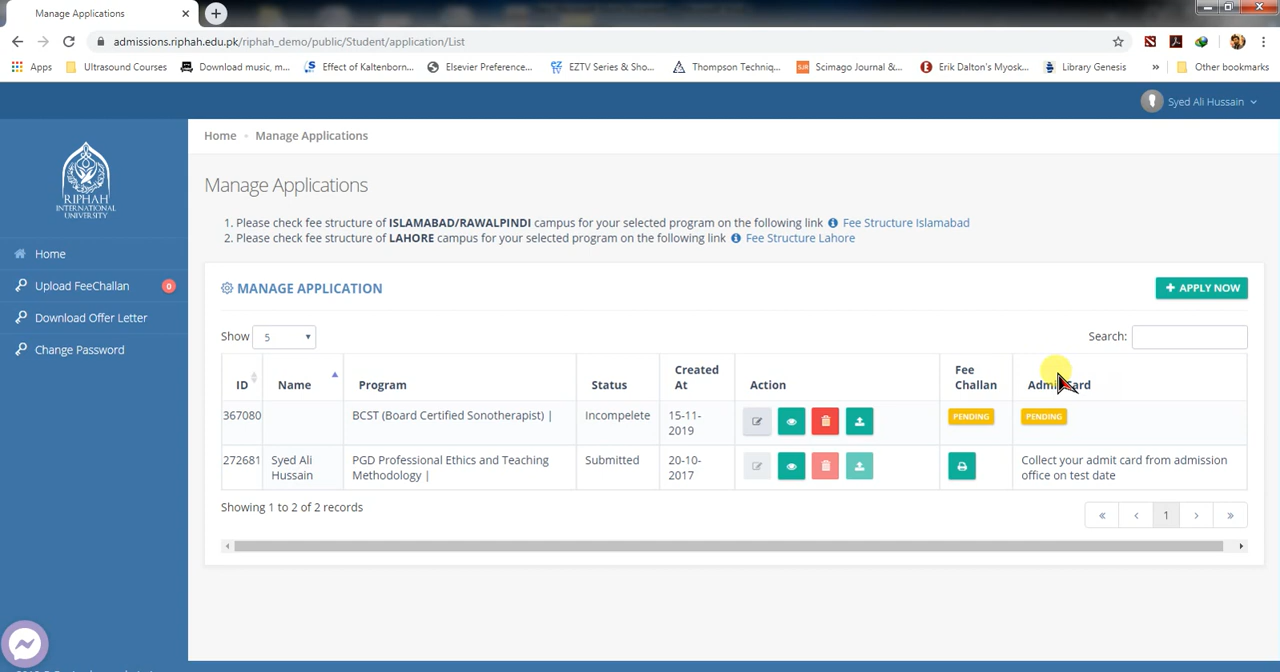 Manage Applications
admissions.riphah.edu.pk/riphah_demo/public/Student/application/List
Apps
Ultrasound Courses
Download music, m...
Effect of Kaltenborn...
Elsevier Preference...
EZTV Series & Sho...
Thompson Techniq...
Scimago Journal &...
Erik Dalton's Myosk...
Library Genesis
»
Other bookmarks
Syed Ali Hussain
RIPHAH
INTERNATIONAL
UNIVERSITY
Home
Upload FeeChallan 0
Download Offer Letter
Change Password
Home • Manage Applications
Manage Applications
1. Please check fee structure of ISLAMABAD/RAWALPINDI campus for your selected program on the following link Fee Structure Islamabad
2. Please check fee structure of LAHORE campus for your selected program on the following link Fee Structure Lahore
MANAGE APPLICATION
+ APPLY NOW
Show 5
Search:
ID Name Program Status Created At Action Fee Challan
367080 BCST (Board Certified Sonotherapist) | Incompelete 15-11-2019 PENDING PENDING
272681 Syed Ali Hussain PGD Professional Ethics and Teaching Methodology | Submitted 20-10-2017 Collect your admit card from admission office on test date
Showing 1 to 2 of 2 records
« ‹ 1 › »